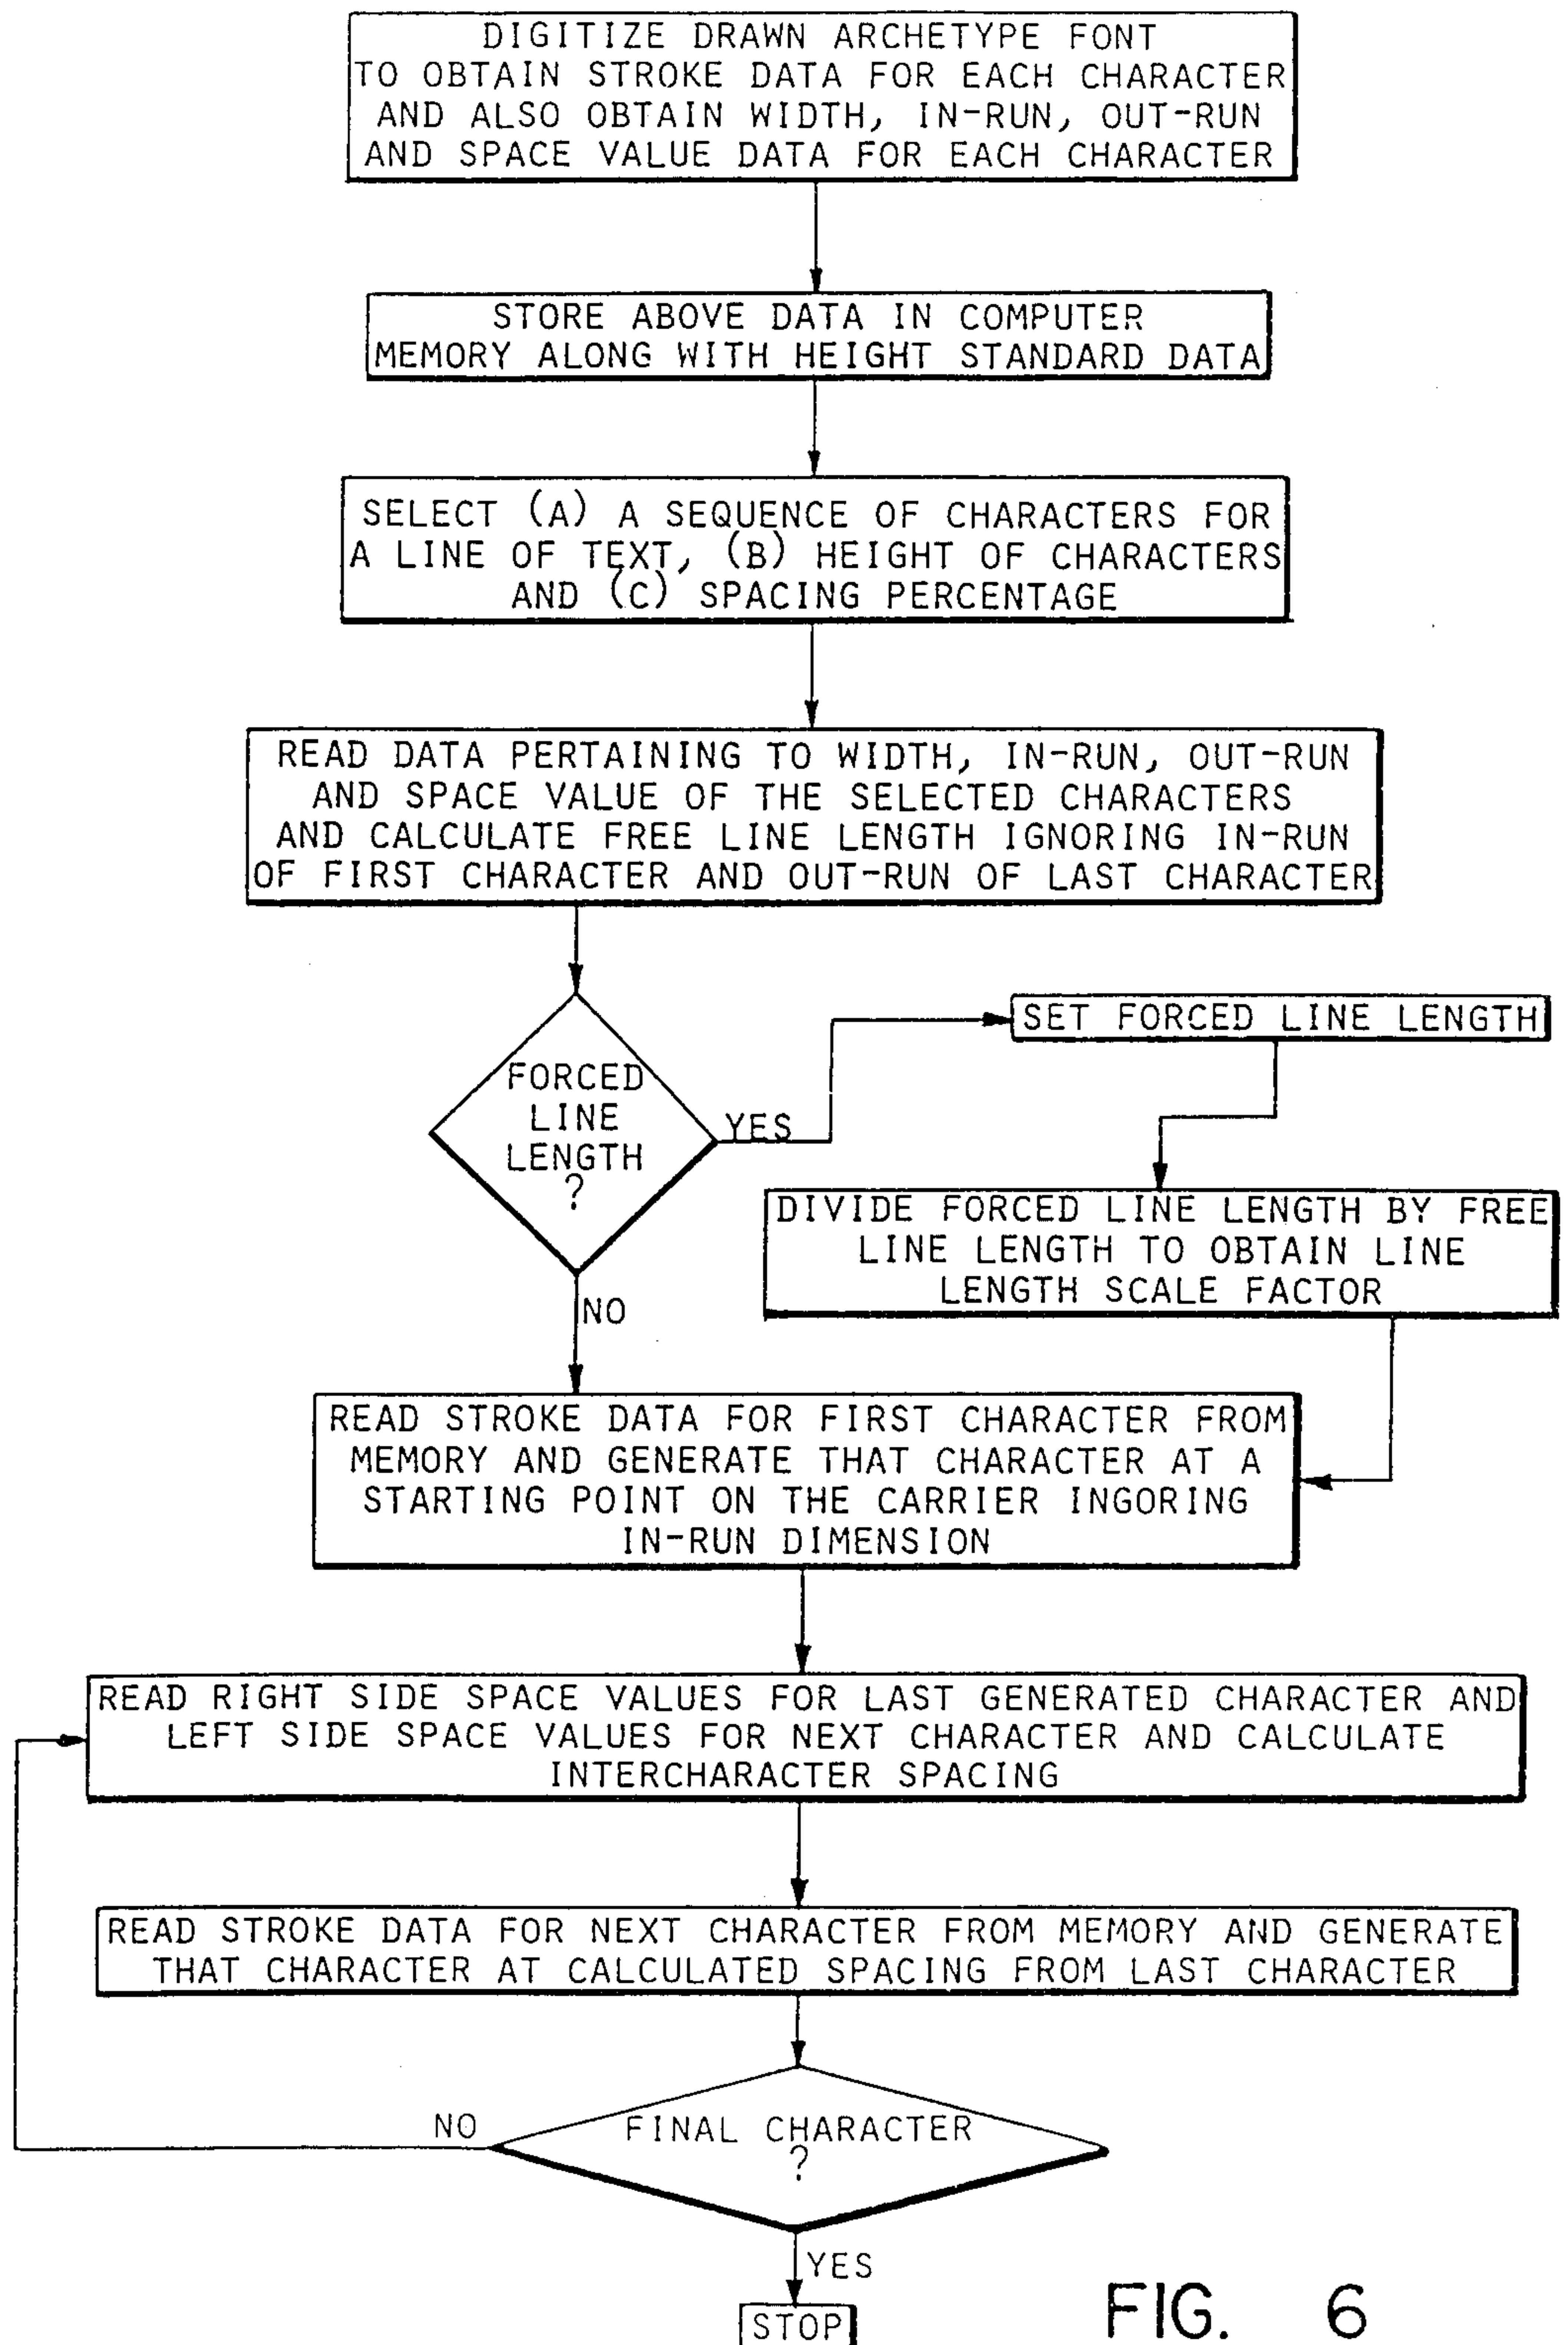 DIGITIZE DRAWN ARCHETYPE FONT
TO OBTAIN STROKE DATA FOR EACH CHARACTER
AND ALSO OBTAIN WIDTH, IN-RUN, OUT-RUN
AND SPACE VALUE DATA FOR EACH CHARACTER
STORE ABOVE DATA IN COMPUTER
MEMORY ALONG WITH HEIGHT STANDARD DATA
SELECT (A) A SEQUENCE OF CHARACTERS FOR
A LINE OF TEXT, (B) HEIGHT OF CHARACTERS
AND (C) SPACING PERCENTAGE
READ DATA PERTAINING TO WIDTH, IN-RUN, OUT-RUN
AND SPACE VALUE OF THE SELECTED CHARACTERS
AND CALCULATE FREE LINE LENGTH IGNORING IN-RUN
OF FIRST CHARACTER AND OUT-RUN OF LAST CHARACTER
FORCED
LINE
LENGTH
?
YES
SET FORCED LINE LENGTH
DIVIDE FORCED LINE LENGTH BY FREE
LINE LENGTH TO OBTAIN LINE
LENGTH SCALE FACTOR
NO
READ STROKE DATA FOR FIRST CHARACTER FROM
MEMORY AND GENERATE THAT CHARACTER AT A
STARTING POINT ON THE CARRIER INGORING
IN-RUN DIMENSION
READ RIGHT SIDE SPACE VALUES FOR LAST GENERATED CHARACTER AND
LEFT SIDE SPACE VALUES FOR NEXT CHARACTER AND CALCULATE
INTERCHARACTER SPACING
READ STROKE DATA FOR NEXT CHARACTER FROM MEMORY AND GENERATE
THAT CHARACTER AT CALCULATED SPACING FROM LAST CHARACTER
NO
FINAL CHARACTER
?
YES
STOP
FIG. 6